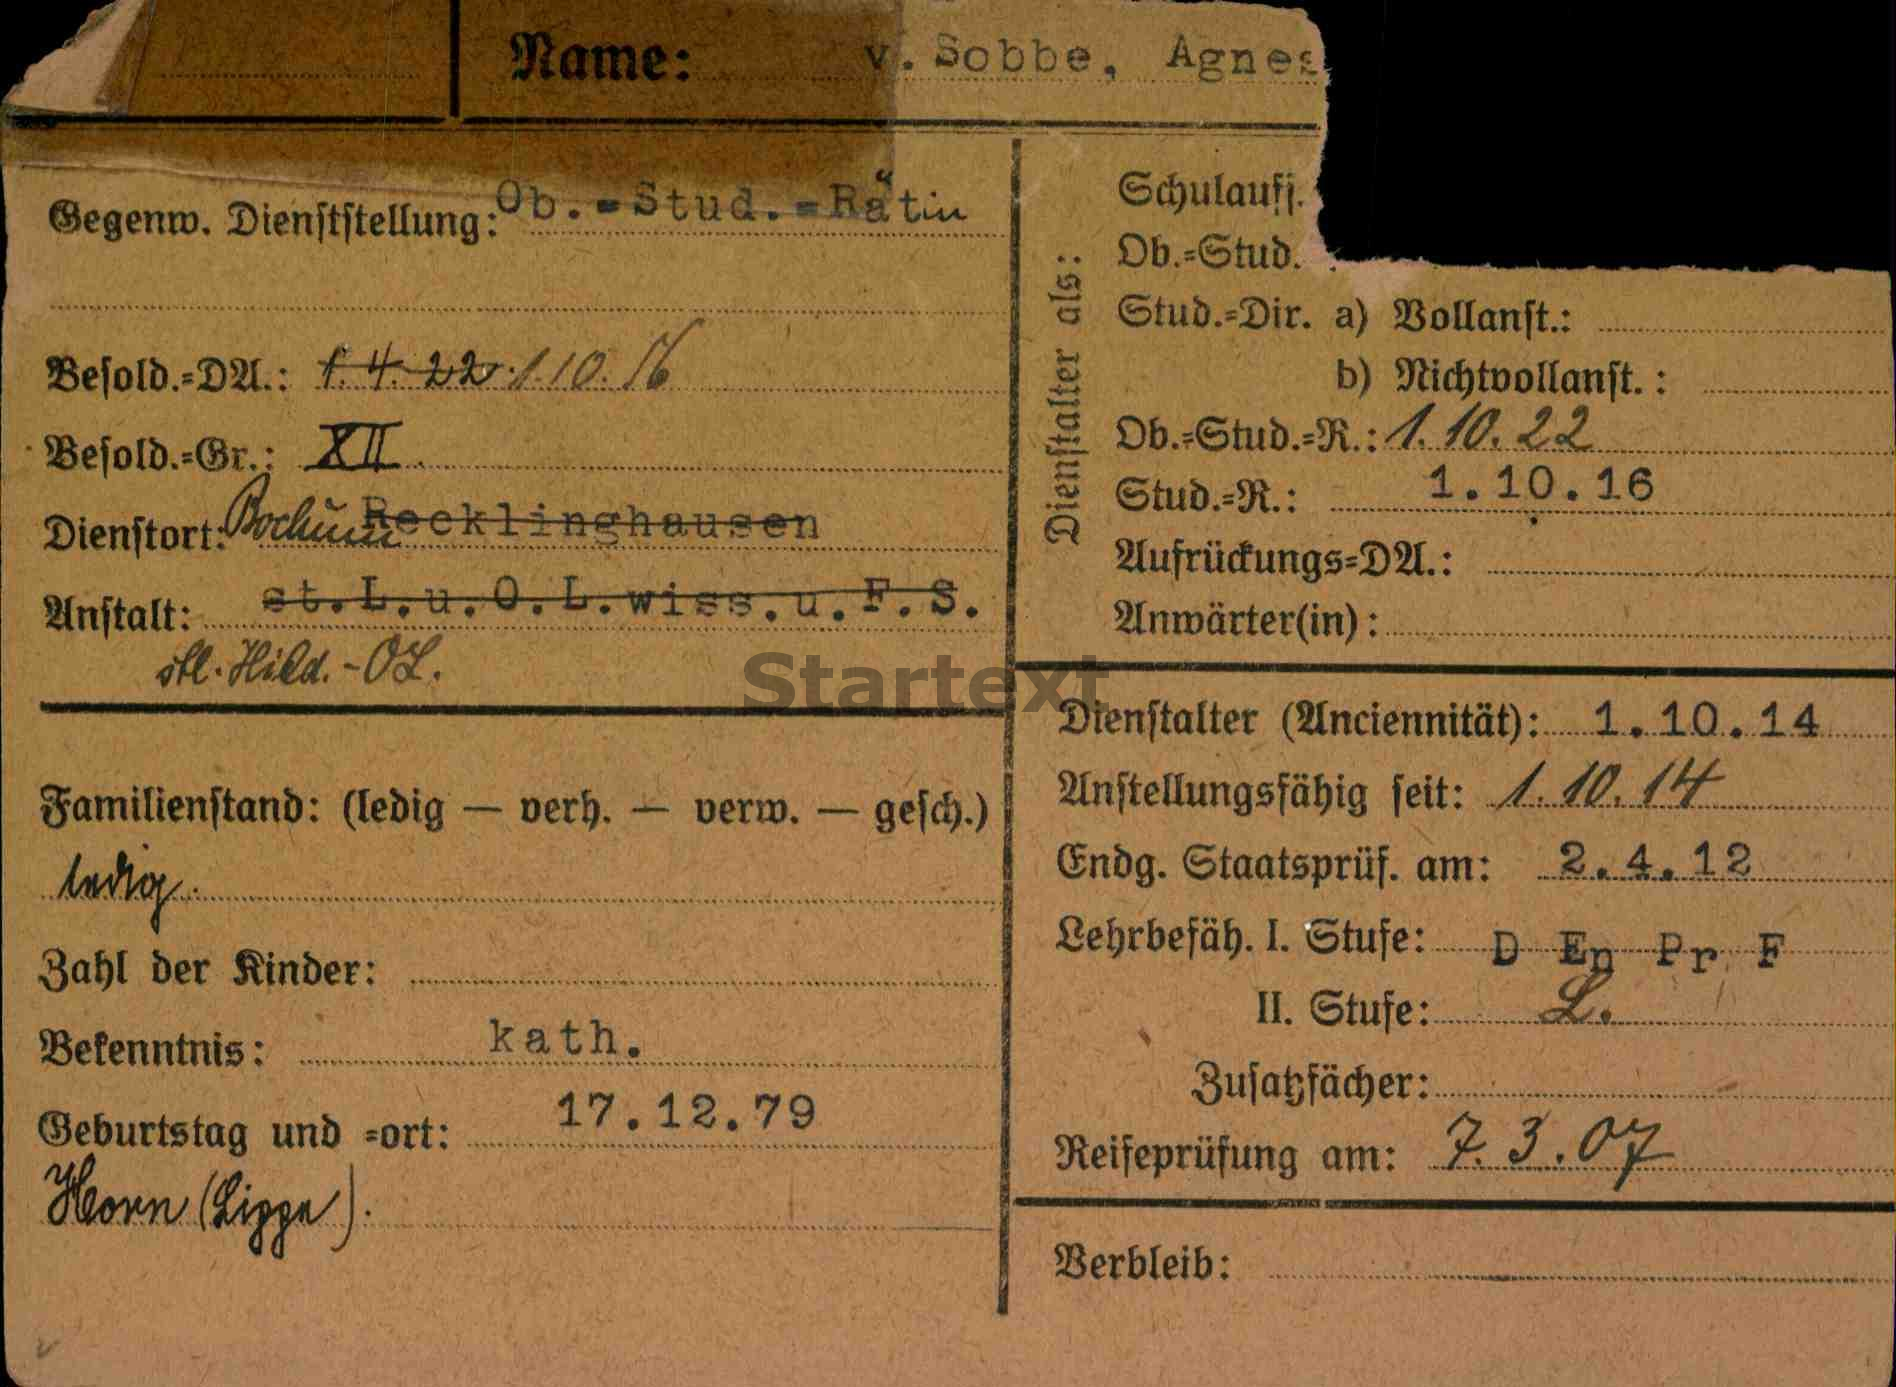 Name: v. Sobbe, Agnes
Gegenw. Dienststellung: Ob.=Stud.=Rätin
Besold.=DA.: 1. 4. 22. 1.10.16
Besold.=Gr.: XII
Dienstort: Bochum Recklinghausen
Anstalt: st.L.u.O.L.wiss.u.F.S.
stl. Hild.-OL.
Familienstand: (ledig — verh. — verw. — gesch.)
ledig.
Zahl der Kinder:
Bekenntnis: kath.
Geburtstag und =ort: 17.12.79
Horn (Lippe).
Dienstalter als:
Schulaufj.
Ob.=Stud.
Stud.=Dir. a) Vollanst.:
b) Nichtvollanst.:
Ob.=Stud.=R.: 1.10.22
Stud.=R.: 1.10.16
Aufrückungs=DA.:
Anwärter(in):
Dienstalter (Anciennität): 1.10.14
Anstellungsfähig seit: 1.10.14
Endg. Staatsprüf. am: 2.4.12
Lehrbefäh. I. Stufe: D En Pr F
II. Stufe: L.
Zusatzfächer:
Reifeprüfung am: 7.3.07
Verbleib:
Startext